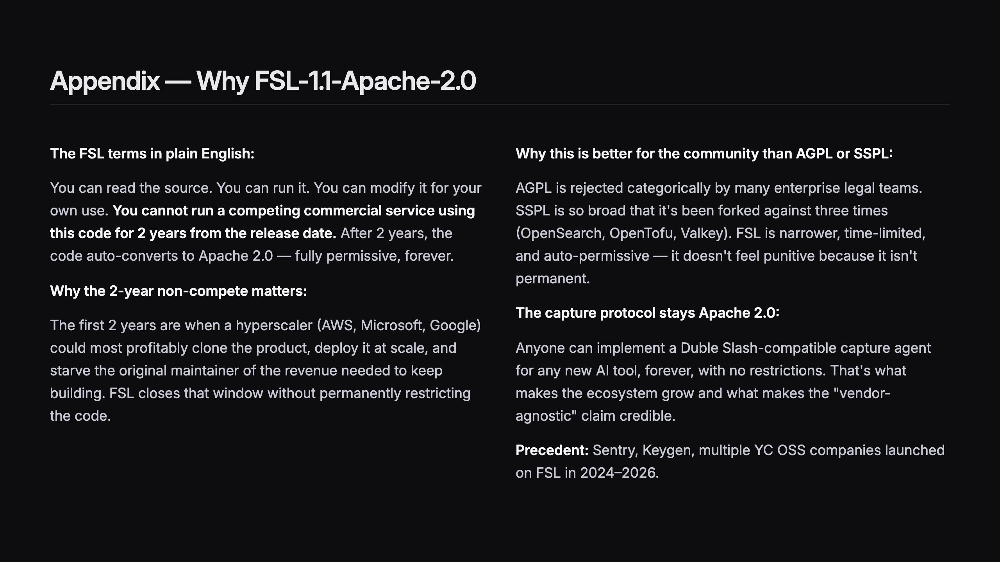 Appendix — Why FSL-1.1-Apache-2.0
The FSL terms in plain English:
You can read the source. You can run it. You can modify it for your
own use. You cannot run a competing commercial service using
this code for 2 years from the release date. After 2 years, the
code auto-converts to Apache 2.0 — fully permissive, forever.
Why the 2-year non-compete matters:
The first 2 years are when a hyperscaler (AWS, Microsoft, Google)
could most profitably clone the product, deploy it at scale, and
starve the original maintainer of the revenue needed to keep
building. FSL closes that window without permanently restricting
the code.
Why this is better for the community than AGPL or SSPL:
AGPL is rejected categorically by many enterprise legal teams.
SSPL is so broad that it's been forked against three times
(OpenSearch, OpenTofu, Valkey). FSL is narrower, time-limited,
and auto-permissive — it doesn't feel punitive because it isn't
permanent.
The capture protocol stays Apache 2.0:
Anyone can implement a Duble Slash-compatible capture agent
for any new AI tool, forever, with no restrictions. That's what
makes the ecosystem grow and what makes the "vendor-
agnostic" claim credible.
Precedent: Sentry, Keygen, multiple YC OSS companies launched
on FSL in 2024–2026.